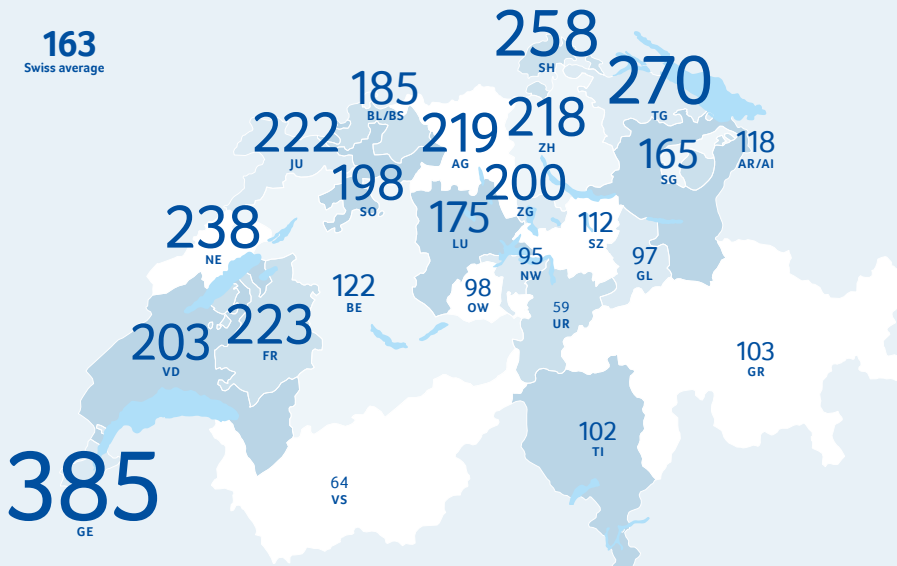 163
Swiss average
258
SH
270
TG
185
BL/BS
222
JU
219
AG
218
ZH
165
SG
118
AR/AI
198
SO
200
ZG
175
LU
112
SZ
238
NE
95
NW
97
GL
122
BE
98
OW
59
UR
223
FR
203
VD
103
GR
102
TI
385
GE
64
VS